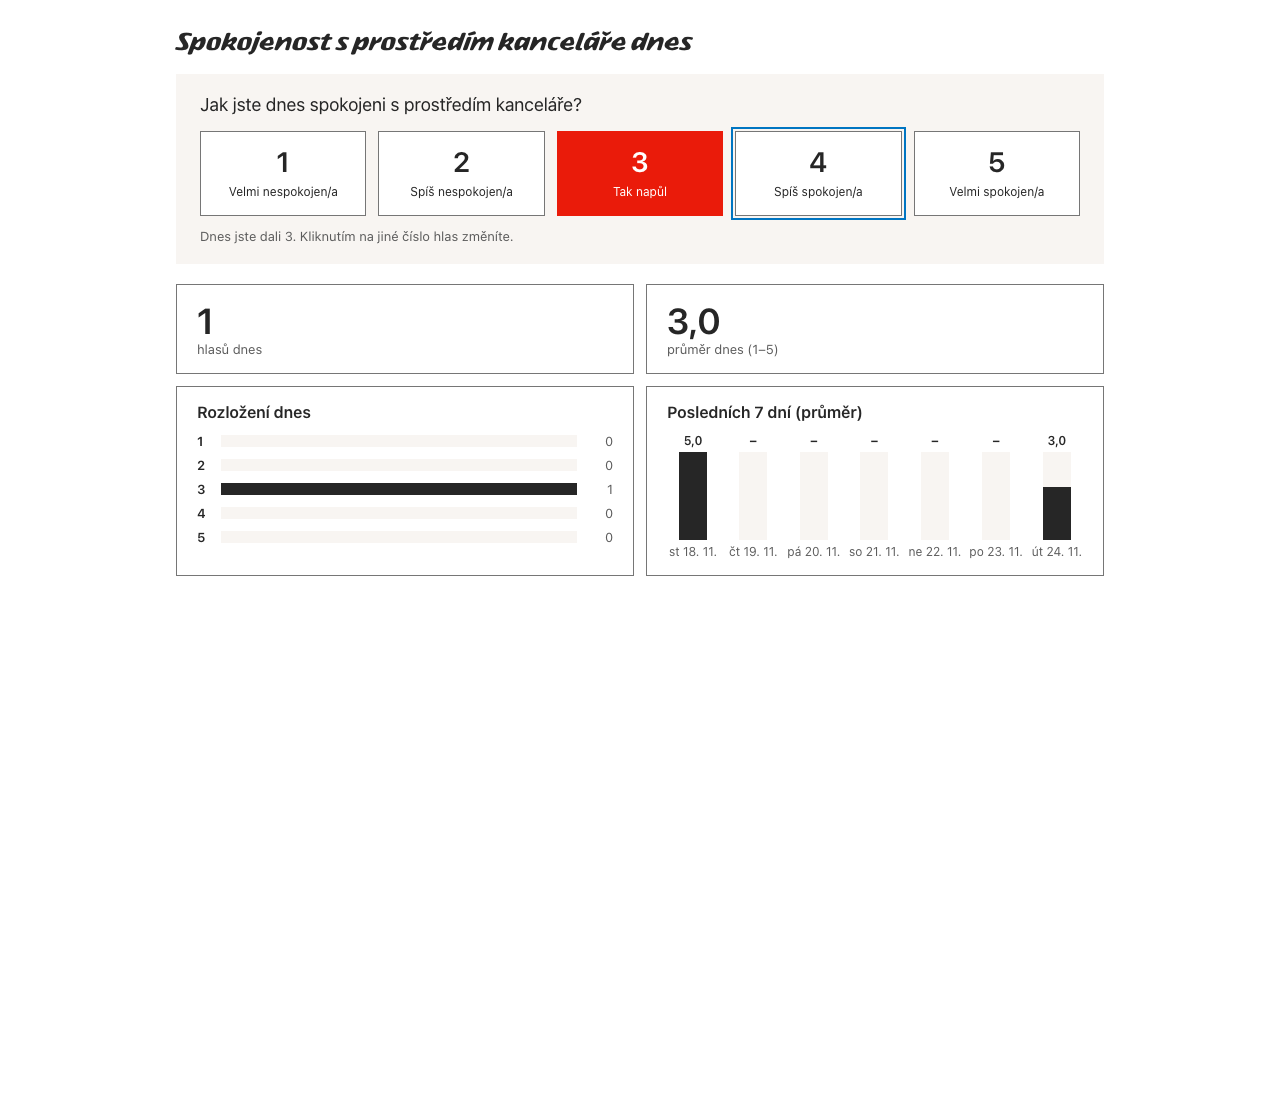 Spokojenost s prostředím kanceláře dnes
Jak jste dnes spokojeni s prostředím kanceláře?
1
Velmi nespokojen/a
2
Spíš nespokojen/a
3
Tak napůl
4
Spíš spokojen/a
5
Velmi spokojen/a
Dnes jste dali 3. Kliknutím na jiné číslo hlas změníte.
1
hlasů dnes
3,0
průměr dnes (1–5)
Rozložení dnes
1 0
2 0
3 1
4 0
5 0
Posledních 7 dní (průměr)
5,0 – – – – – 3,0
st 18. 11. čt 19. 11. pá 20. 11. so 21. 11. ne 22. 11. po 23. 11. út 24. 11.